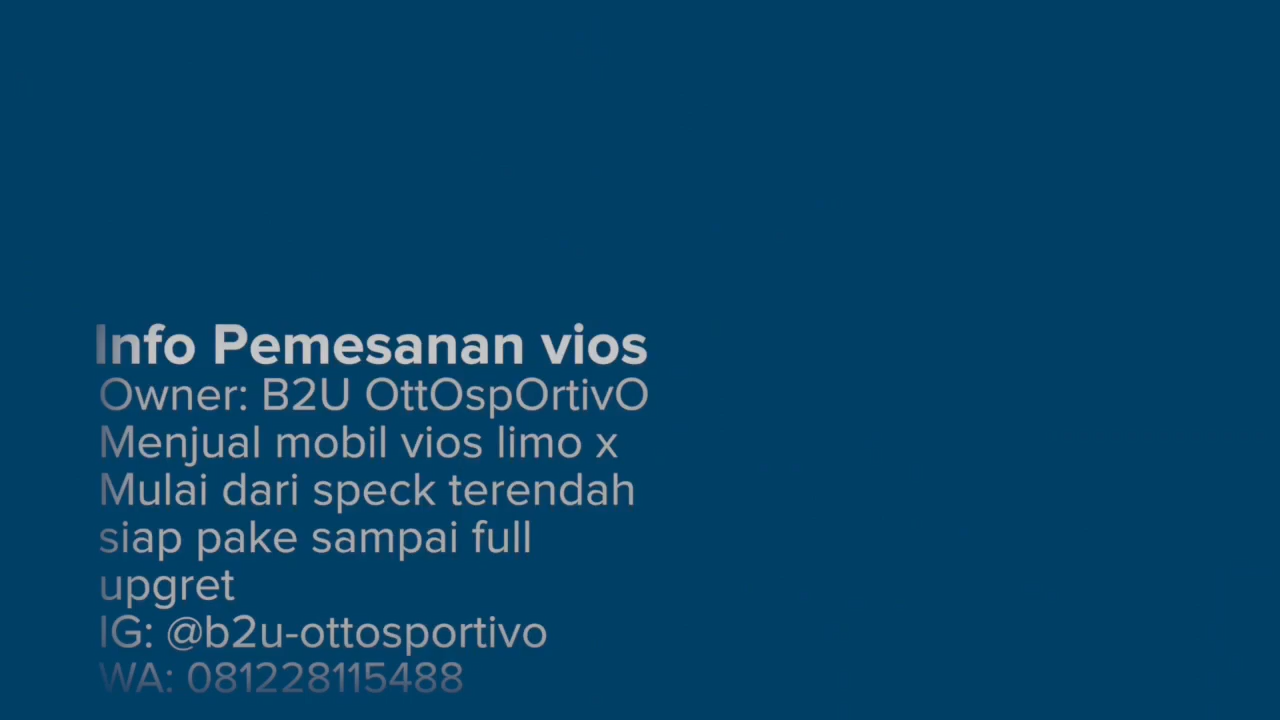 Info Pemesanan vios
Owner: B2U OttOspOrtivO
Menjual mobil vios limo x
Mulai dari speck terendah
siap pake sampai full
upgret
IG: @b2u-ottosportivo
WA: 081228115488